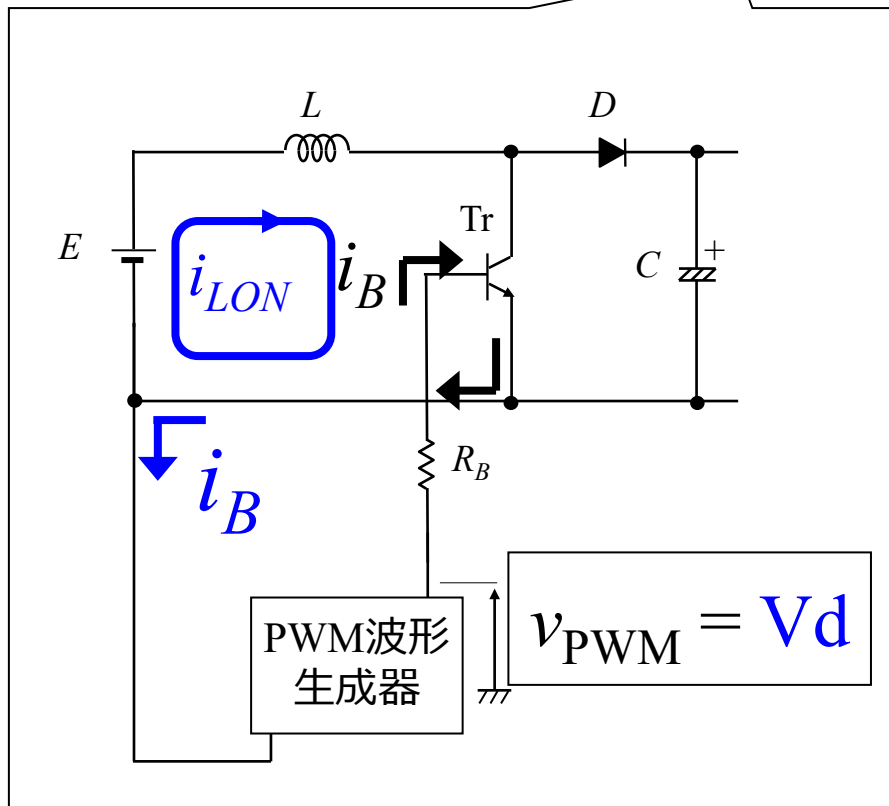 L
D
E
Tr
C
+
i_LON
i_B
i_B
R_B
v_PWM = Vd
PWM波形
生成器